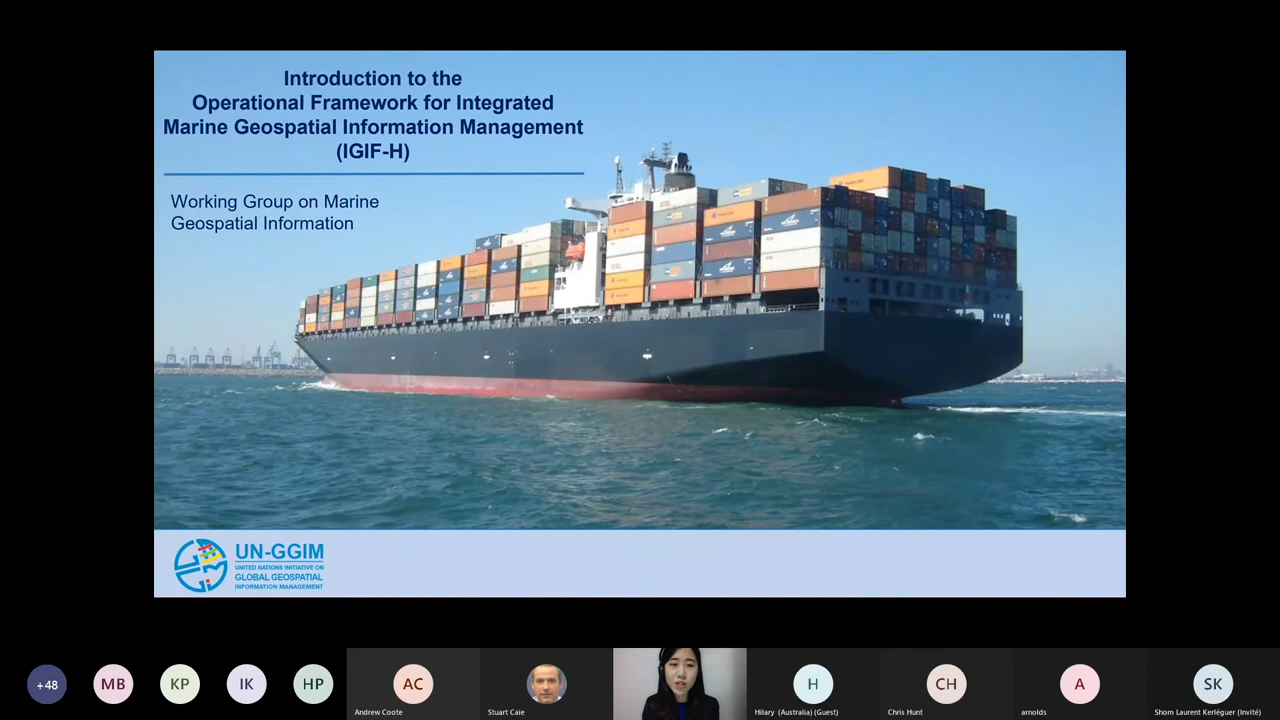 Introduction to the
Operational Framework for Integrated
Marine Geospatial Information Management
(IGIF-H)
Working Group on Marine
Geospatial Information
UN-GGIM
UNITED NATIONS INITIATIVE ON
GLOBAL GEOSPATIAL
INFORMATION MANAGEMENT
+48
MB
KP
IK
HP
AC
Andrew Coote
Stuart Caie
H
Hilary (Australia) (Guest)
CH
Chris Hunt
A
arnolds
SK
Shom Laurent Kerléguer (Invité)